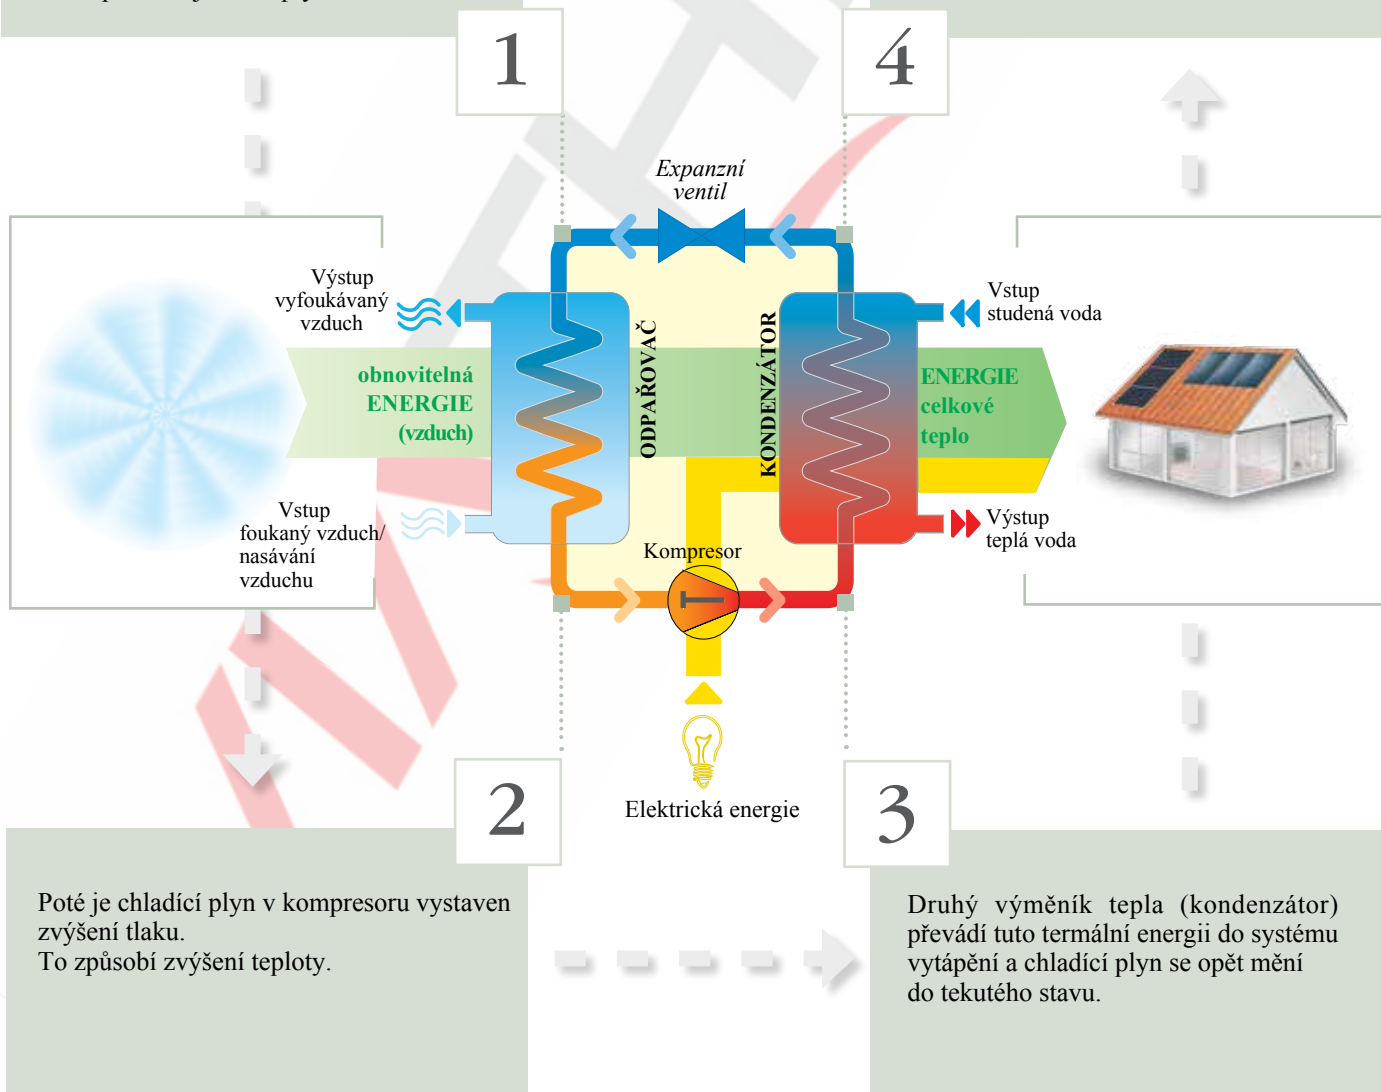 1
4
Expanzní
ventil
Výstup
vyfoukávaný
vzduch
Vstup
studená voda
obnovitelná
ENERGIE
(vzduch)
ODPAŘOVAČ
KONDENZÁTOR
ENERGIE
celkové
teplo
Vstup
foukaný vzduch/
nasávání
vzduchu
Výstup
teplá voda
Kompresor
Elektrická energie
2
3
Poté je chladící plyn v kompresoru vystaven
zvýšení tlaku.
To způsobí zvýšení teploty.
Druhý výměník tepla (kondenzátor)
převádí tuto termální energii do systému
vytápění a chladící plyn se opět mění
do tekutého stavu.